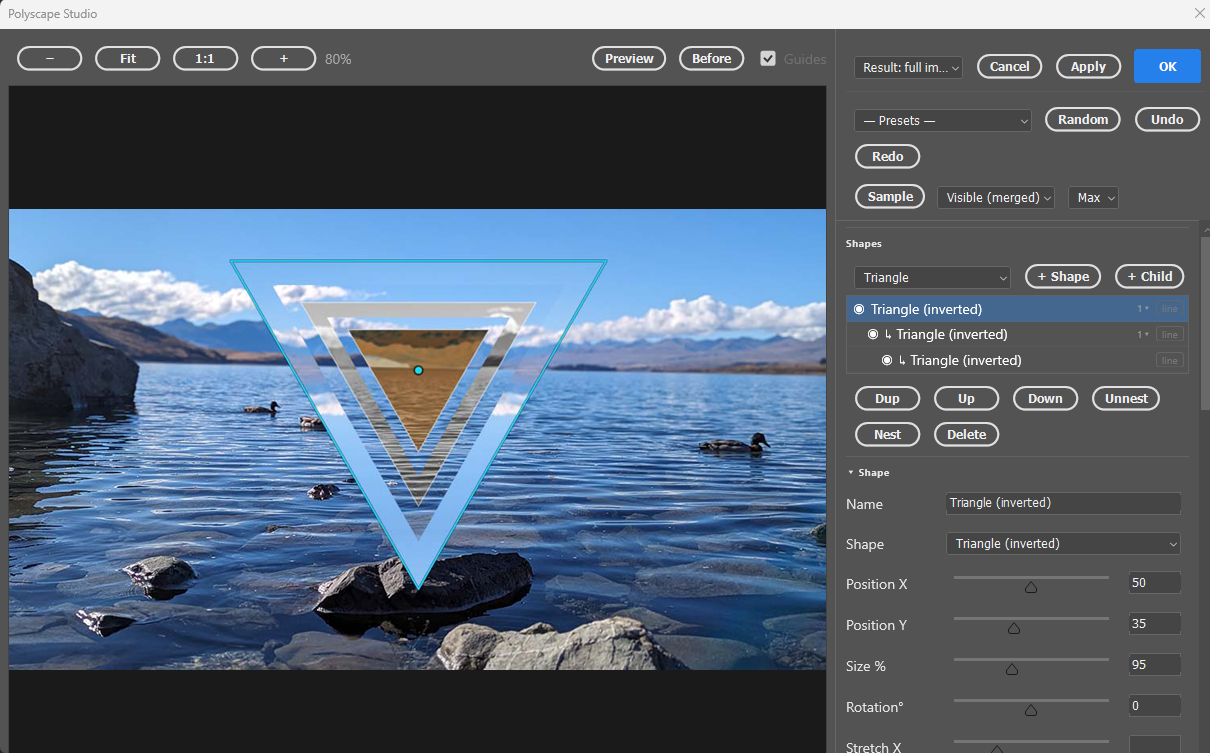 Polyscape Studio
− Fit 1:1 + 80% Preview Before Guides
Result: full im... Cancel Apply OK
— Presets — Random Undo
Redo
Sample Visible (merged) Max
Shapes
Triangle + Shape + Child
Triangle (inverted) 1 line
↳ Triangle (inverted) 1 line
↳ Triangle (inverted) line
Dup Up Down Unnest
Nest Delete
Shape
Name Triangle (inverted)
Shape Triangle (inverted)
Position X 50
Position Y 35
Size % 95
Rotation° 0
Stretch X